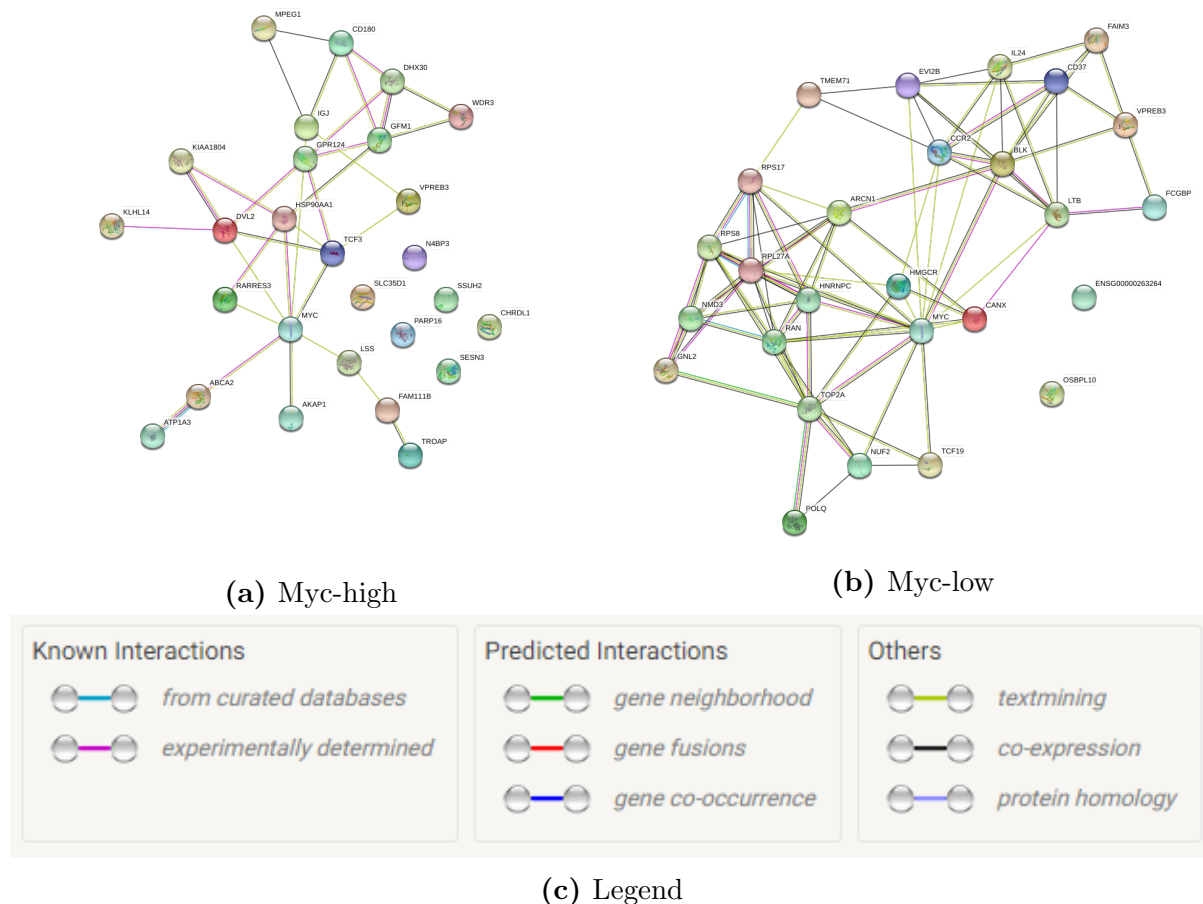 MPEG1
CD180
DHX30
WDR3
IGJ
GFM1
GPR124
KIAA1804
VPREB3
HSP90AA1
KLHL14
DVL2
TCF3
N4BP3
RARRES3
SLC35D1
SSUH2
CHRDL1
MYC
PARP16
LSS
SESN3
ABCA2
FAM111B
AKAP1
ATP1A3
TROAP
(a) Myc-high
FAIM3
IL24
CD37
EVI2B
TMEM71
VPREB3
CCR2
BLK
RPS17
FCGBP
ARCN1
LTB
RPS8
RPL27A
HMGCR
ENSG00000263264
HNRNPC
CANX
NMD3
MYC
RAN
GNL2
OSBPL10
TOP2A
NUF2
TCF19
POLQ
(b) Myc-low
Known Interactions
from curated databases
experimentally determined
Predicted Interactions
gene neighborhood
gene fusions
gene co-occurrence
Others
textmining
co-expression
protein homology
(c) Legend